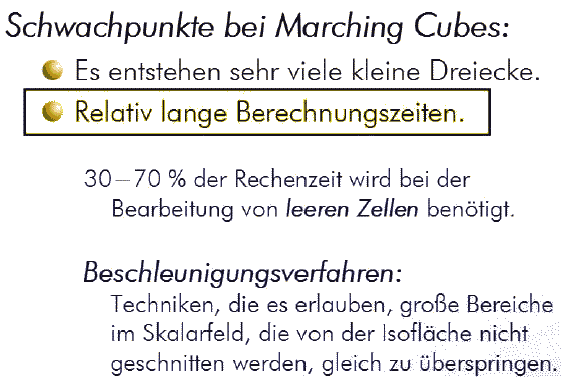 Schwachpunkte bei Marching Cubes:
Es entstehen sehr viele kleine Dreiecke.
Relativ lange Berechnungszeiten.
30–70 % der Rechenzeit wird bei der
Bearbeitung von leeren Zellen benötigt.
Beschleunigungsverfahren:
Techniken, die es erlauben, große Bereiche
im Skalarfeld, die von der Isofläche nicht
geschnitten werden, gleich zu überspringen.